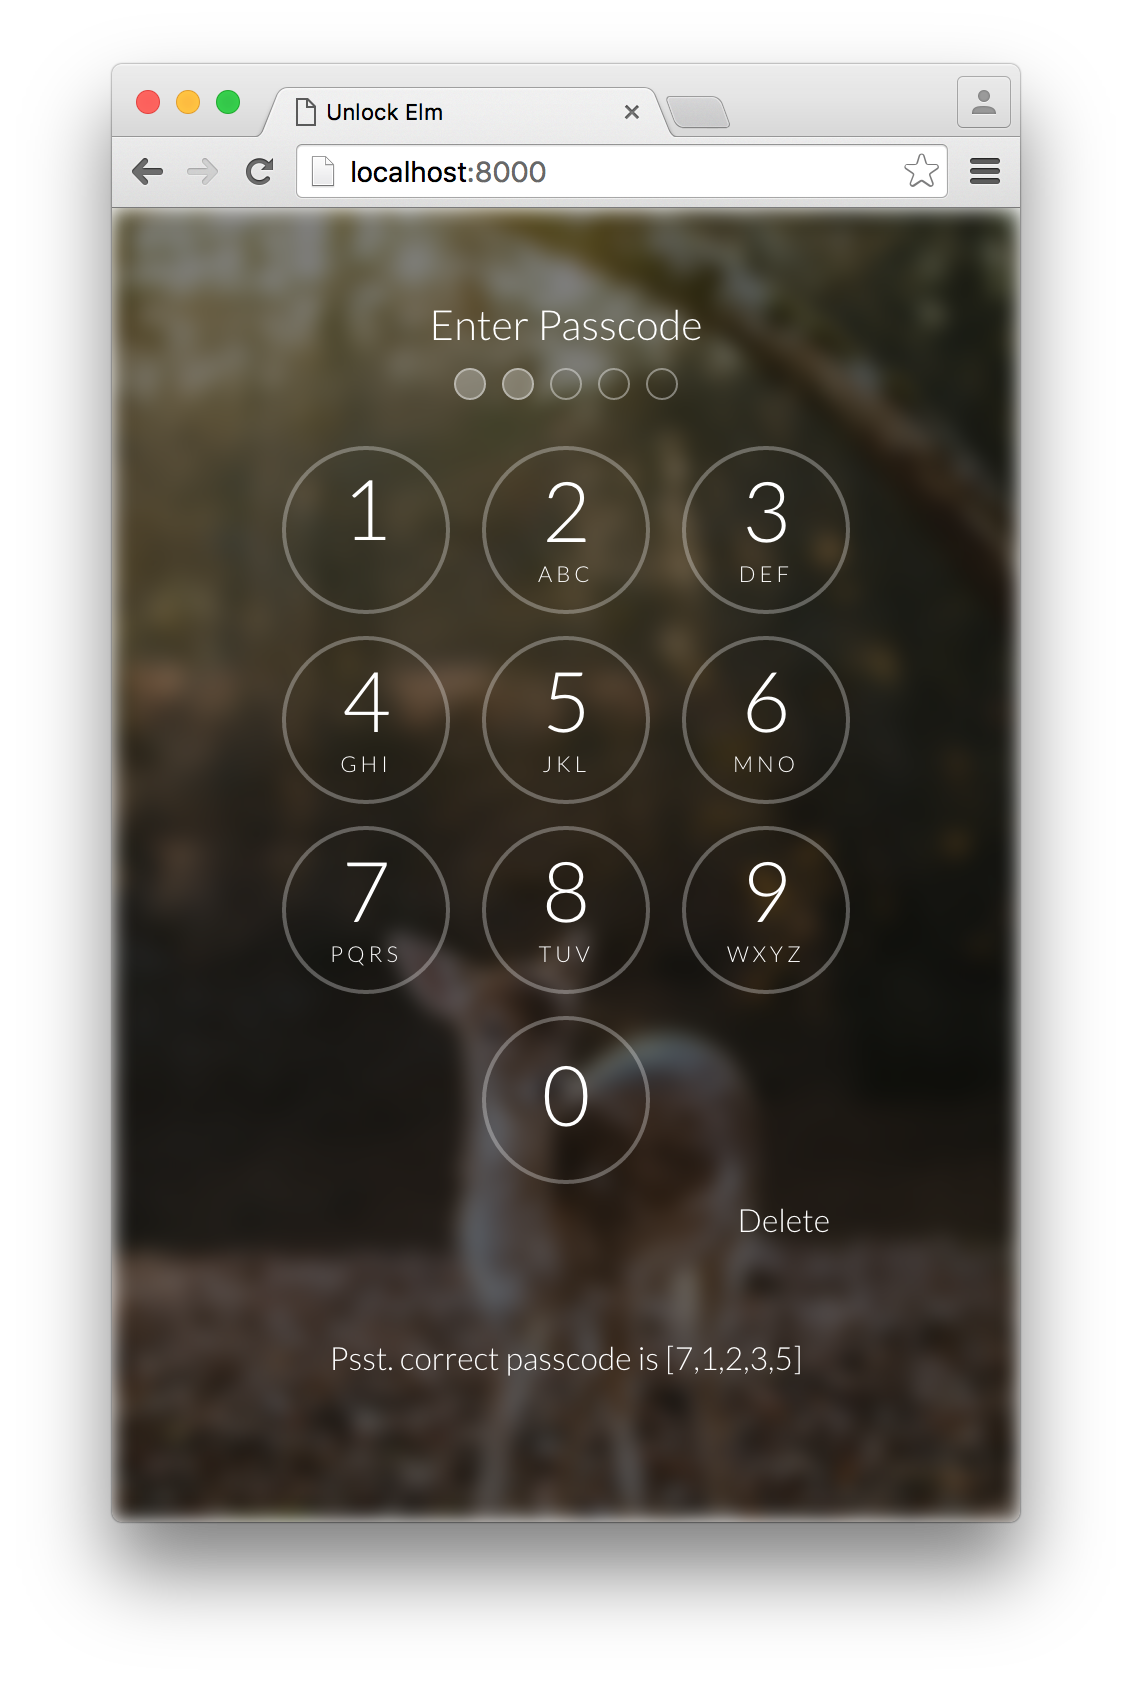 Unlock Elm
localhost:8000
Enter Passcode
1 2 3
ABC DEF
4 5 6
GHI JKL MNO
7 8 9
PQRS TUV WXYZ
0
Delete
Psst. correct passcode is [7,1,2,3,5]